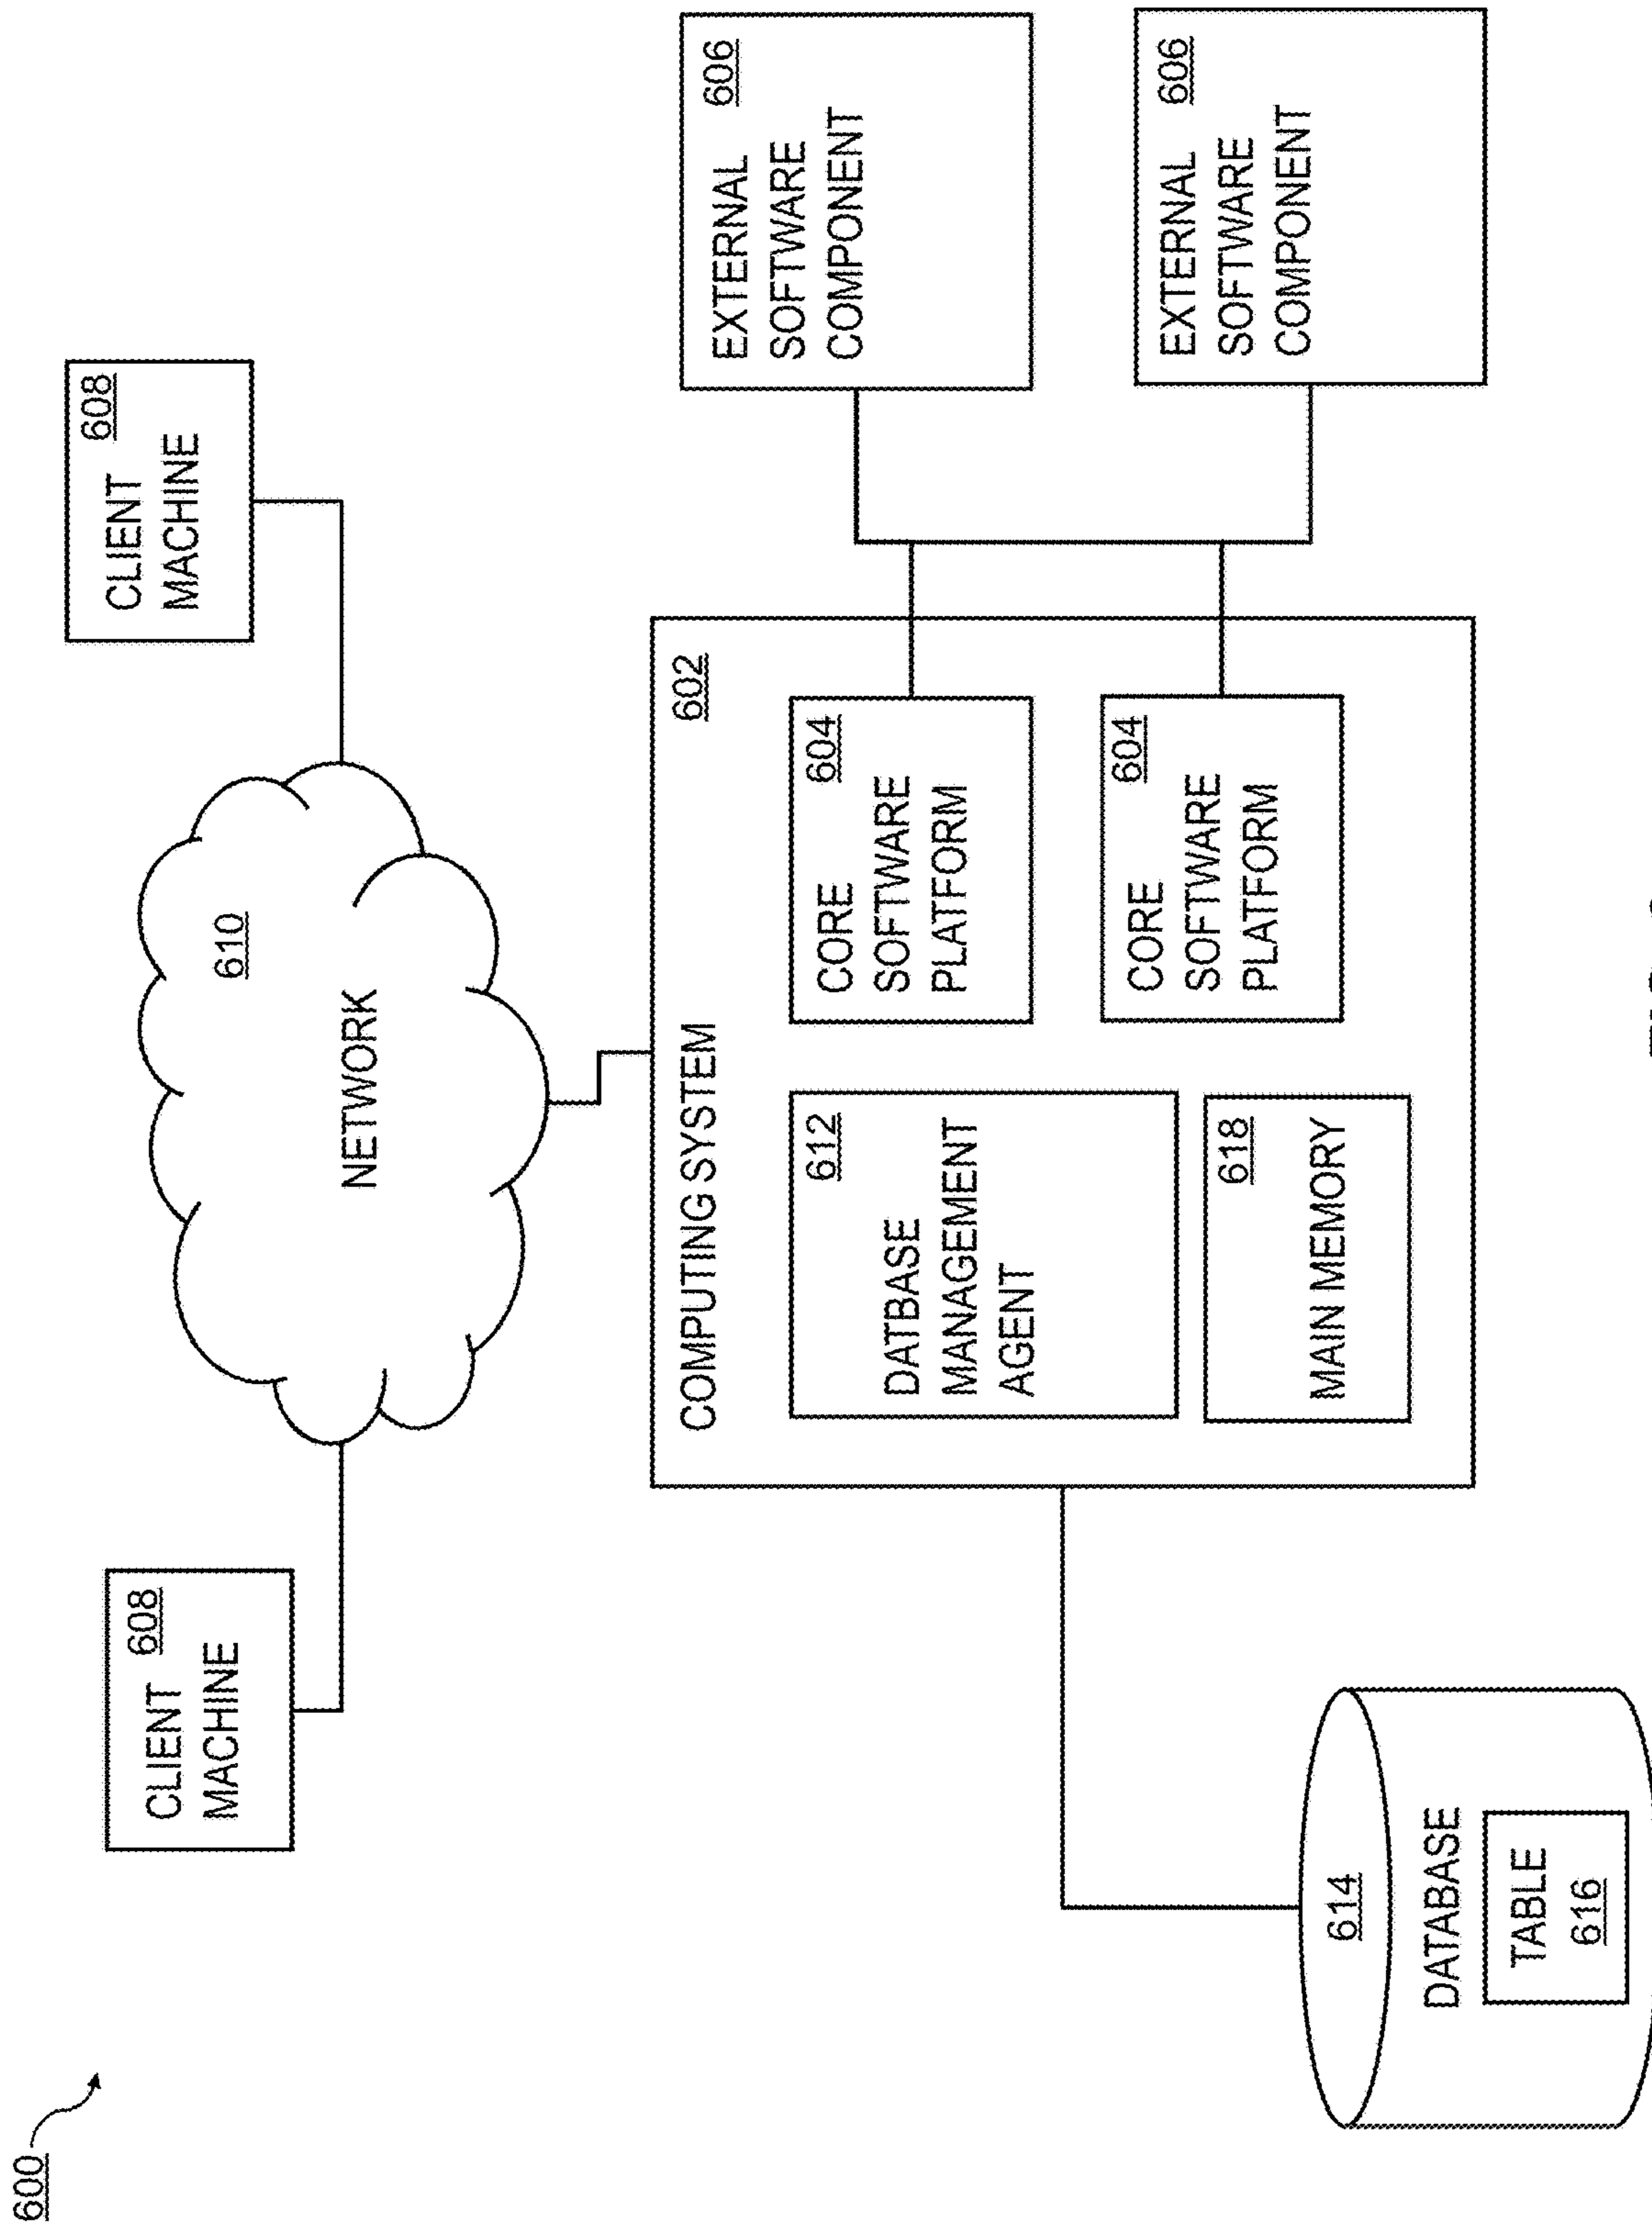 600
608
CLIENT
MACHINE
610
NETWORK
608
CLIENT
MACHINE
COMPUTING SYSTEM
602
612
DATBASE
MANAGEMENT
AGENT
618
MAIN MEMORY
604
CORE
SOFTWARE
PLATFORM
604
CORE
SOFTWARE
PLATFORM
606
EXTERNAL
SOFTWARE
COMPONENT
606
EXTERNAL
SOFTWARE
COMPONENT
614
DATABASE
TABLE
616